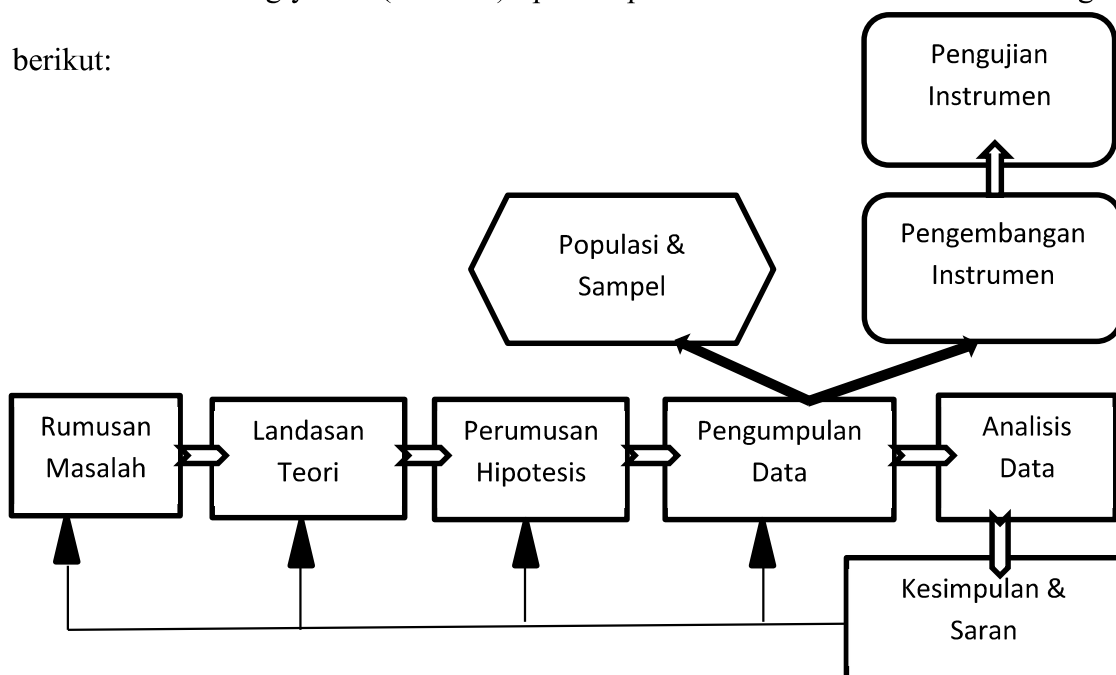 berikut:
Pengujian
Instrumen
Populasi &
Sampel
Pengembangan
Instrumen
Rumusan
Masalah
Landasan
Teori
Perumusan
Hipotesis
Pengumpulan
Data
Analisis
Data
Kesimpulan &
Saran